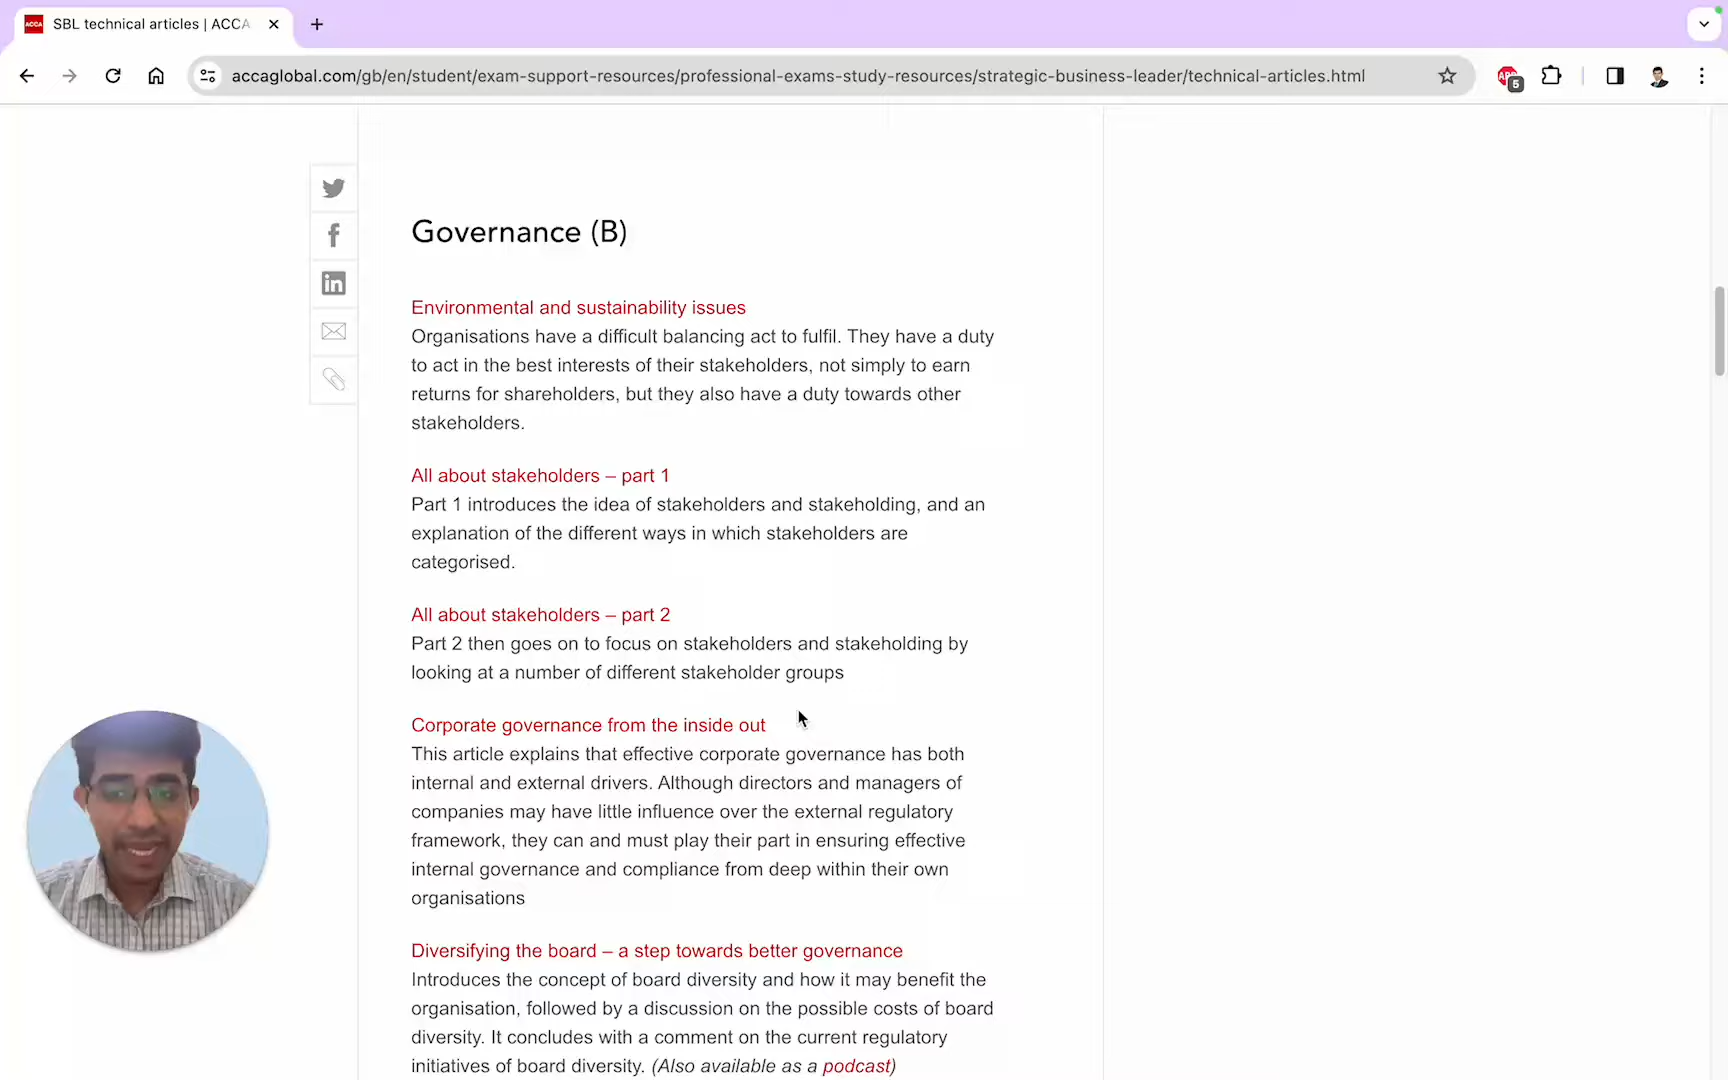 ACCA
SBL technical articles | ACCA
accaglobal.com/gb/en/student/exam-support-resources/professional-exams-study-resources/strategic-business-leader/technical-articles.html
ABP
5
Governance (B)
Environmental and sustainability issues
Organisations have a difficult balancing act to fulfil. They have a duty
to act in the best interests of their stakeholders, not simply to earn
returns for shareholders, but they also have a duty towards other
stakeholders.
All about stakeholders – part 1
Part 1 introduces the idea of stakeholders and stakeholding, and an
explanation of the different ways in which stakeholders are
categorised.
All about stakeholders – part 2
Part 2 then goes on to focus on stakeholders and stakeholding by
looking at a number of different stakeholder groups
Corporate governance from the inside out
This article explains that effective corporate governance has both
internal and external drivers. Although directors and managers of
companies may have little influence over the external regulatory
framework, they can and must play their part in ensuring effective
internal governance and compliance from deep within their own
organisations
Diversifying the board – a step towards better governance
Introduces the concept of board diversity and how it may benefit the
organisation, followed by a discussion on the possible costs of board
diversity. It concludes with a comment on the current regulatory
initiatives of board diversity. (Also available as a podcast)